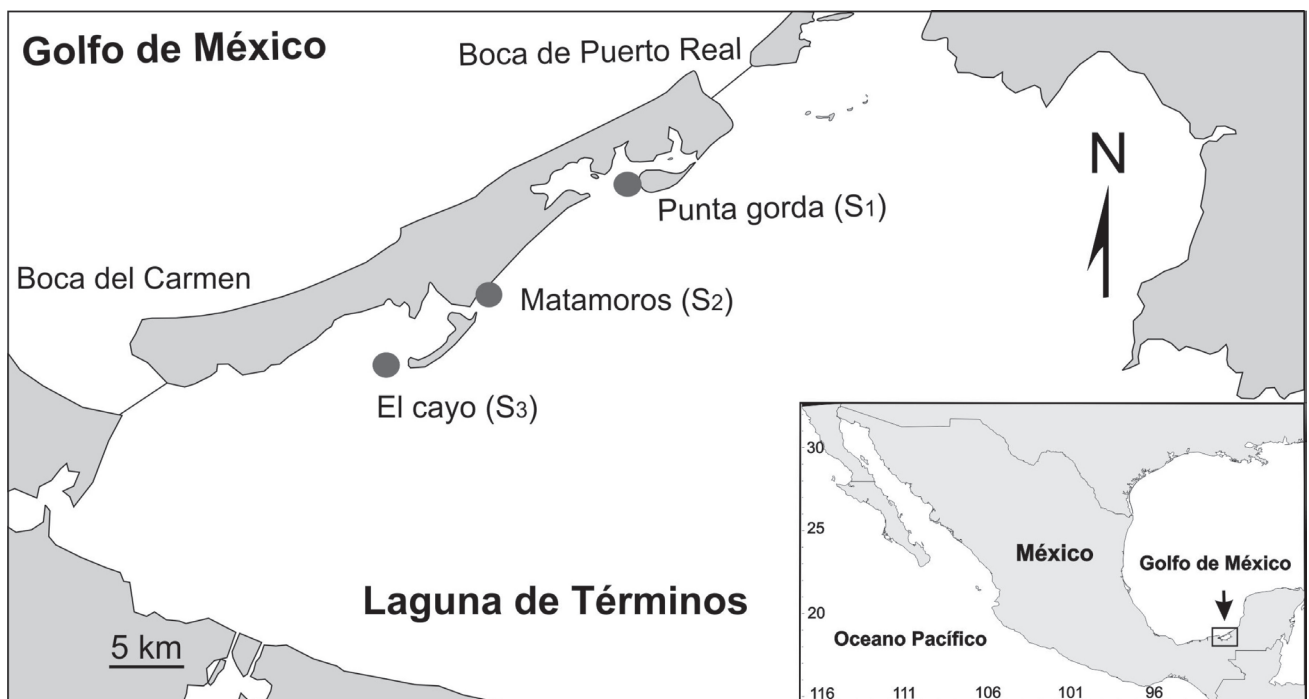 Golfo de México
Boca de Puerto Real
N
Punta gorda (S1)
Boca del Carmen
Matamoros (S2)
El cayo (S3)
Laguna de Términos
5 km
30
25
20
México
Golfo de México
Oceano Pacífico
116
111
106
101
96